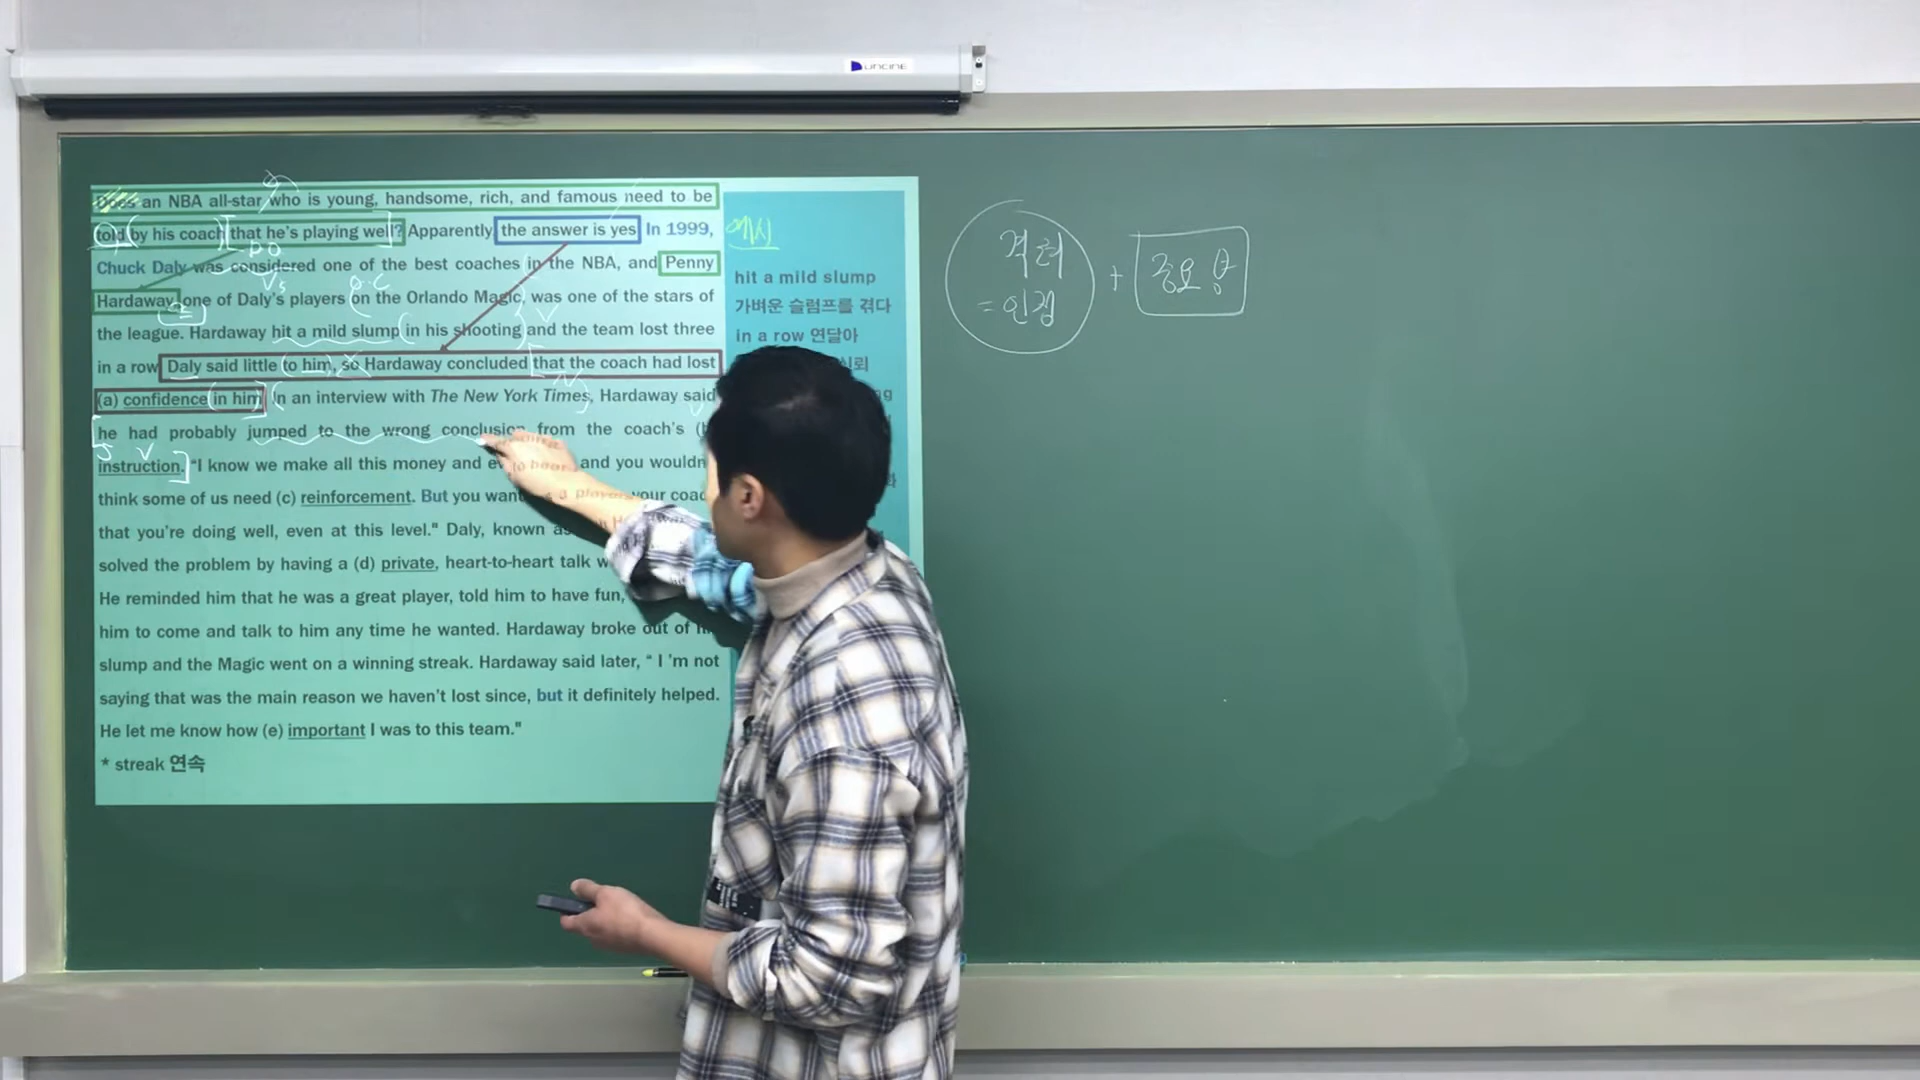 LINCINE
Does an NBA all-star who is young, handsome, rich, and famous need to be
told by his coach that he's playing well? Apparently, the answer is yes In 1999,
Chuck Daly was considered one of the best coaches in the NBA, and Penny
Hardaway, one of Daly's players on the Orlando Magic, was one of the stars of
the league. Hardaway hit a mild slump in his shooting and the team lost three
in a row Daly said little to him, so Hardaway concluded that the coach had lost
(a) confidence in him. In an interview with The New York Times, Hardaway said
he had probably jumped to the wrong conclusion from the coach's
instruction. "I know we make all this money and and you wouldn
think some of us need (c) reinforcement. But you want your coac
that you're doing well, even at this level." Daly, known as
solved the problem by having a (d) private, heart-to-heart talk
He reminded him that he was a great player, told him to have fun,
him to come and talk to him any time he wanted. Hardaway broke out of
slump and the Magic went on a winning streak. Hardaway said later, " I 'm not
saying that was the main reason we haven't lost since, but it definitely helped.
He let me know how (e) important I was to this team."
* streak 연속
예시
hit a mild slump
가벼운 슬럼프를 겪다
in a row 연달아
격려
= 인정
+ 중요성